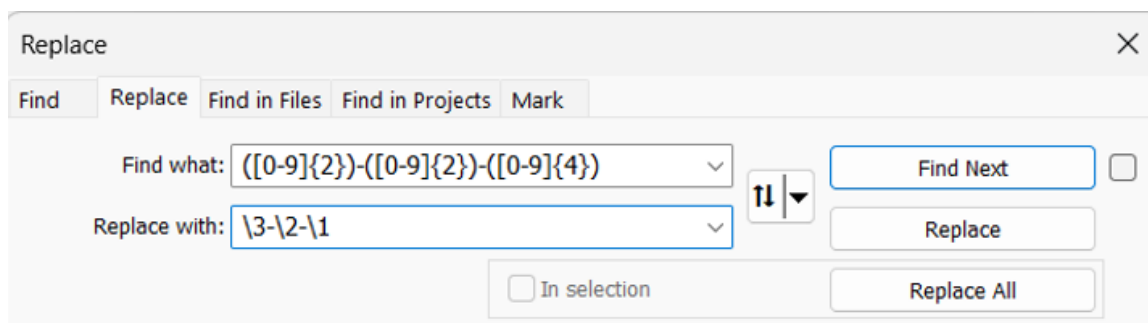 Replace
Find Replace Find in Files Find in Projects Mark
Find what: ([0-9]{2})-([0-9]{2})-([0-9]{4}) Find Next
Replace with: \3-\2-\1 Replace
In selection Replace All